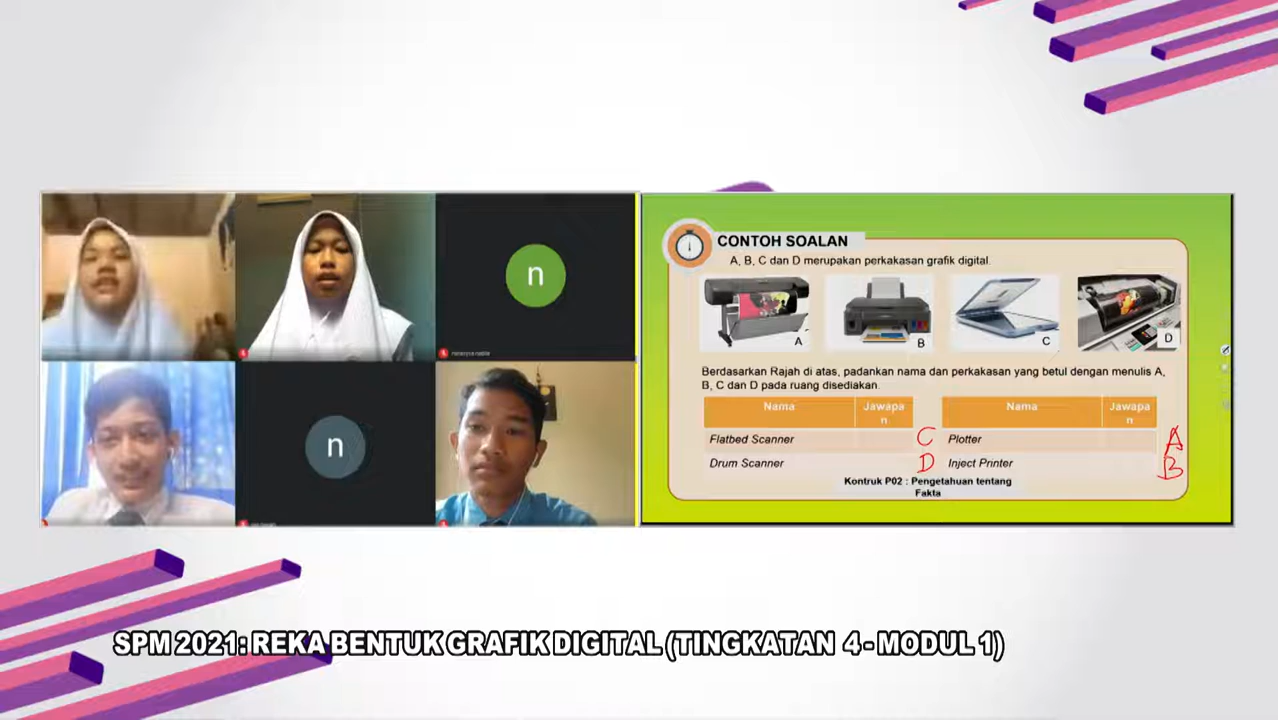 n
n
CONTOH SOALAN
A, B, C dan D merupakan perkakasan grafik digital.
A
B
C
D
Berdasarkan Rajah di atas, padankan nama dan perkakasan yang betul dengan menulis A,
B, C dan D pada ruang disediakan.
Nama Jawapa
n
Flatbed Scanner C
Drum Scanner D
Nama Jawapa
n
Plotter A
Inject Printer B
Kontruk P02 : Pengetahuan tentang
Fakta
SPM 2021: REKA BENTUK GRAFIK DIGITAL (TINGKATAN 4 - MODUL 1)